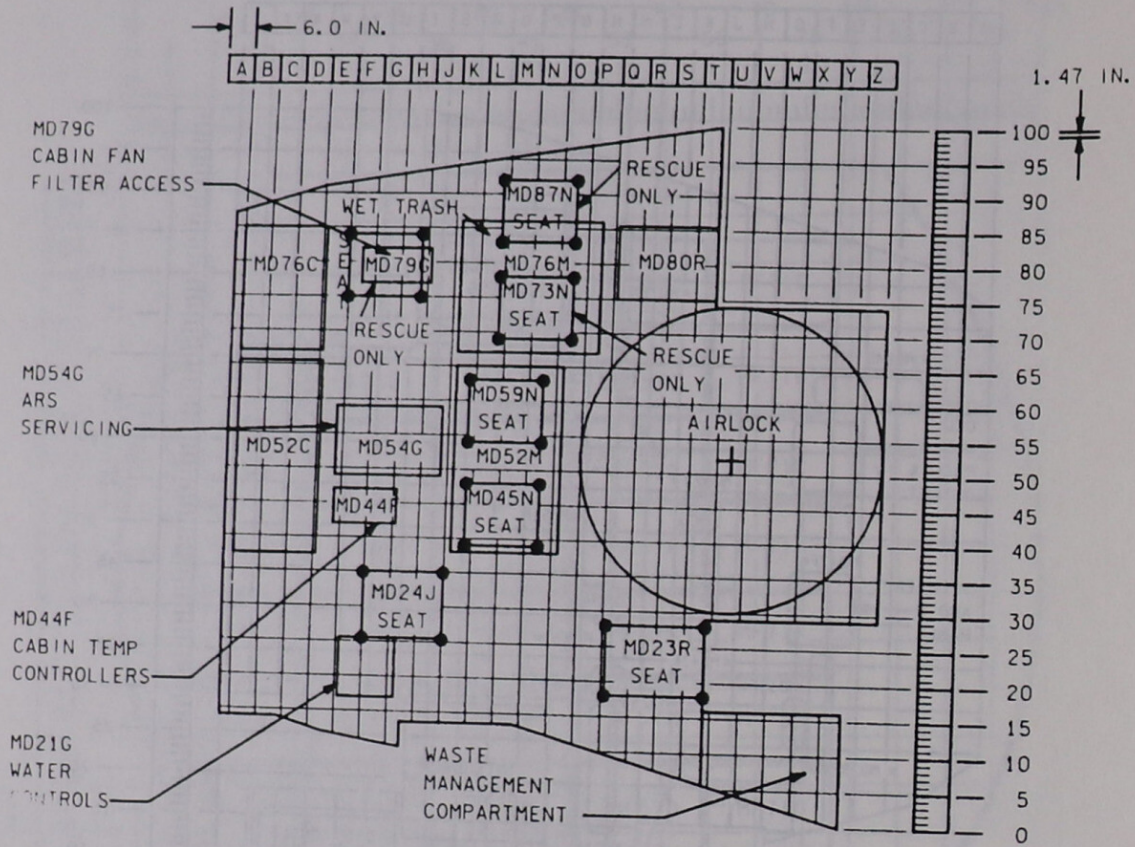 6.0 IN.
A B C D E F G H J K L M N O P Q R S T U V W X Y Z
1.47 IN.
MD79G
CABIN FAN
FILTER ACCESS
WET TRASH
MD87N
SEAT
RESCUE
ONLY
MD76C
SEA
MD79G
MD76M
MD80R
MD73N
SEAT
RESCUE
ONLY
RESCUE
ONLY
MD54G
ARS
SERVICING
MD52C
MD54G
MD59N
SEAT
MD52M
AIRLOCK
MD44F
MD45N
SEAT
MD44F
CABIN TEMP
CONTROLLERS
MD24J
SEAT
MD23R
SEAT
MD21G
WATER
WASTE
MANAGEMENT
COMPARTMENT
100
95
90
85
80
75
70
65
60
55
50
45
40
35
30
25
20
15
10
5
0